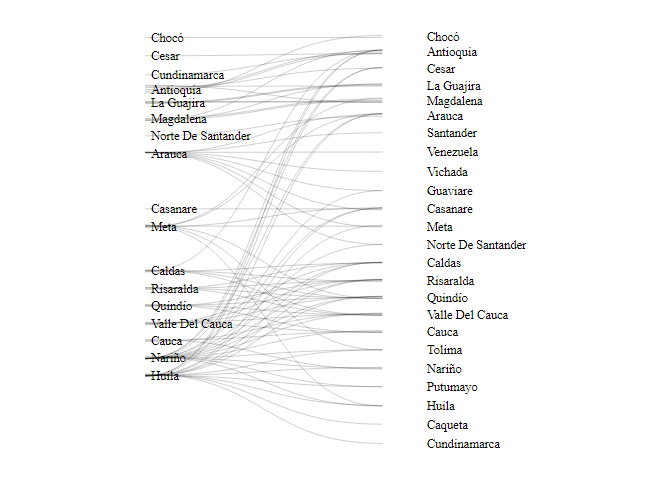 Chocó
Cesar
Cundinamarca
Antioquia
La Guajira
Magdalena
Norte De Santander
Arauca
Casanare
Meta
Caldas
Risaralda
Quindío
Valle Del Cauca
Cauca
Nariño
Huila
Chocó
Antioquia
Cesar
La Guajira
Magdalena
Arauca
Santander
Venezuela
Vichada
Guaviare
Casanare
Meta
Norte De Santander
Caldas
Risaralda
Quindío
Valle Del Cauca
Cauca
Tolima
Nariño
Putumayo
Huila
Caqueta
Cundinamarca